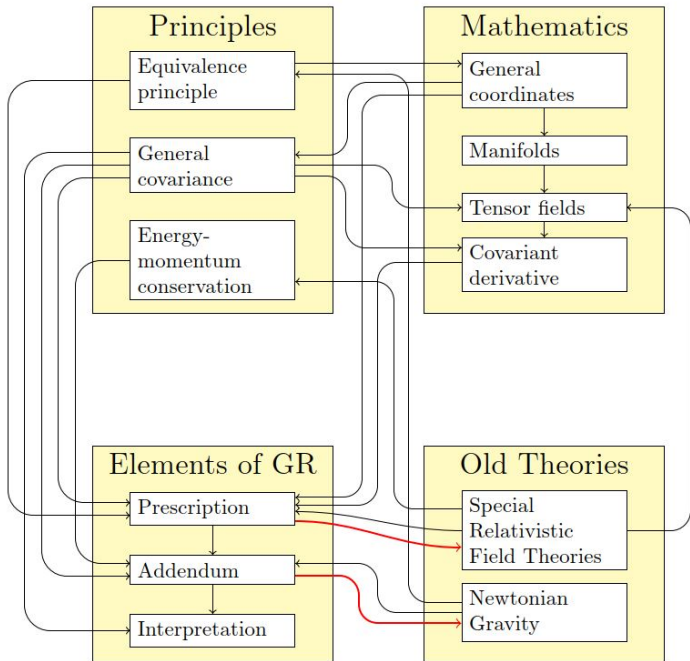 Principles
Equivalence
principle
General
covariance
Energy-
momentum
conservation
Mathematics
General
coordinates
Manifolds
Tensor fields
Covariant
derivative
Elements of GR
Prescription
Addendum
Interpretation
Old Theories
Special
Relativistic
Field Theories
Newtonian
Gravity